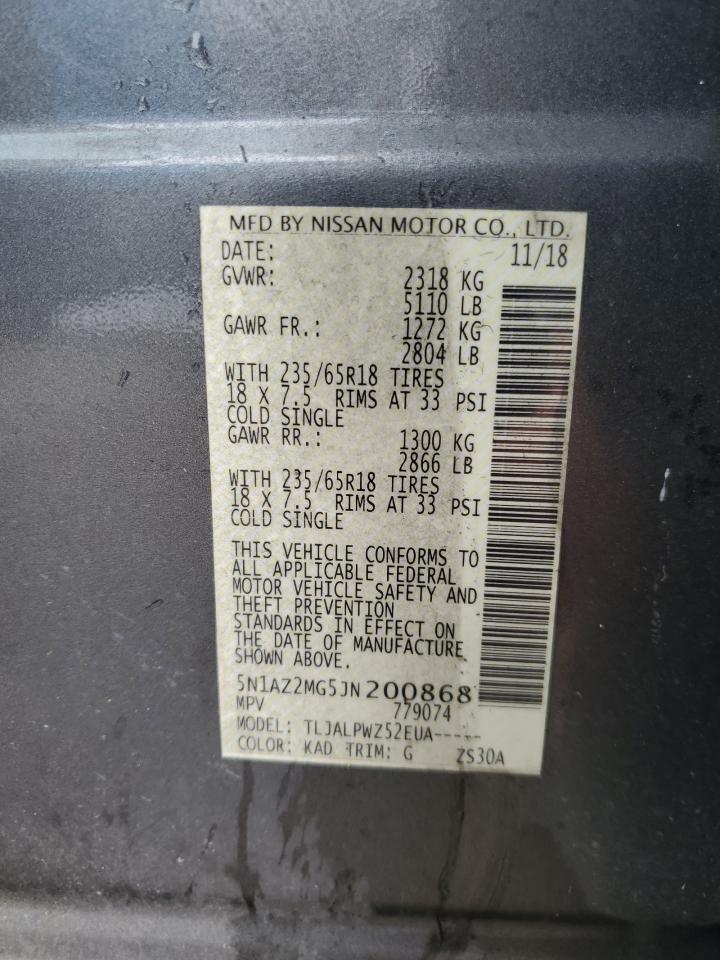 MFD BY NISSAN MOTOR CO., LTD.
DATE: 11/18
GVWR: 2318 KG
5110 LB
GAWR FR.: 1272 KG
2804 LB
WITH 235/65R18 TIRES
18 X 7.5 RIMS AT 33 PSI
COLD SINGLE
GAWR RR.: 1300 KG
2866 LB
WITH 235/65R18 TIRES
18 X 7.5 RIMS AT 33 PSI
COLD SINGLE
THIS VEHICLE CONFORMS TO
ALL APPLICABLE FEDERAL
MOTOR VEHICLE SAFETY AND
THEFT PREVENTION
STANDARDS IN EFFECT ON
THE DATE OF MANUFACTURE
SHOWN ABOVE.
5N1AZ2MG5JN200868
MPV 779074
MODEL: TLJALPWZ52EUA-----
COLOR: KAD TRIM: G ZS30A